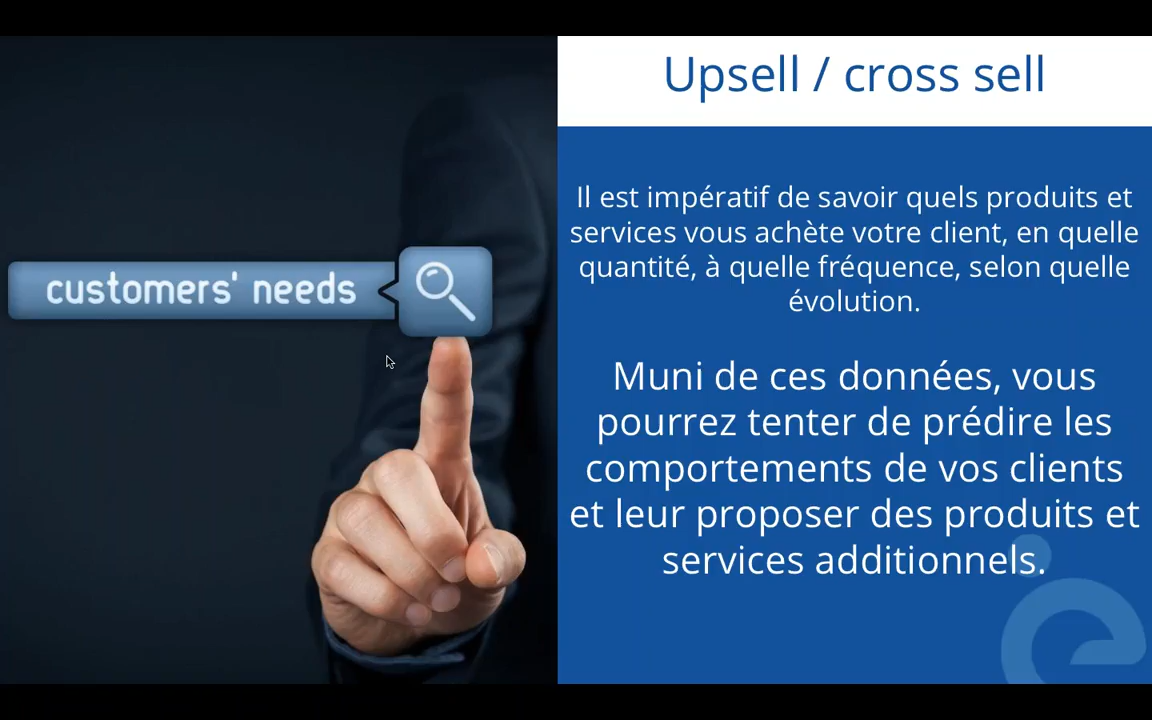 Upsell / cross sell
customers' needs
Il est impératif de savoir quels produits et
services vous achète votre client, en quelle
quantité, à quelle fréquence, selon quelle
évolution.
Muni de ces données, vous
pourrez tenter de prédire les
comportements de vos clients
et leur proposer des produits et
services additionnels.